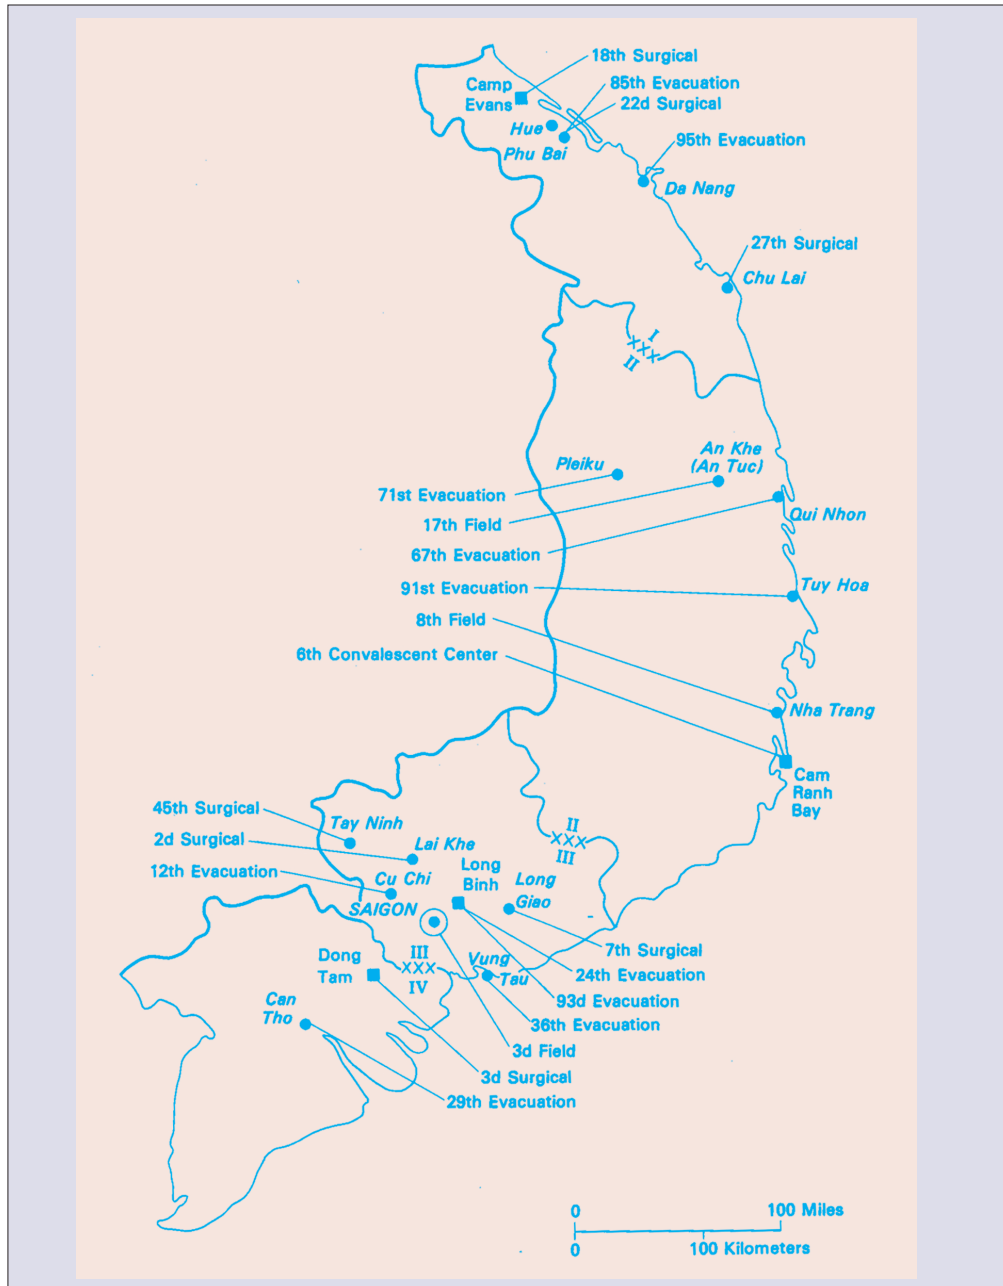 18th Surgical
Camp
Evans
85th Evacuation
22d Surgical
Hue
Phu Bai
95th Evacuation
Da Nang
27th Surgical
Chu Lai
I
XXX
II
An Khe
(An Tuc)
Pleiku
71st Evacuation
17th Field
Qui Nhon
67th Evacuation
91st Evacuation
Tuy Hoa
8th Field
6th Convalescent Center
Nha Trang
Cam
Ranh
Bay
45th Surgical
Tay Ninh
2d Surgical
Lai Khe
II
XXX
III
12th Evacuation
Cu Chi
Long
Binh
Long
Giao
SAIGON
7th Surgical
Dong
Tam
III
XXX
IV
Vung
Tau
24th Evacuation
93d Evacuation
Can
Tho
36th Evacuation
3d Field
3d Surgical
29th Evacuation
0 100 Miles
0 100 Kilometers